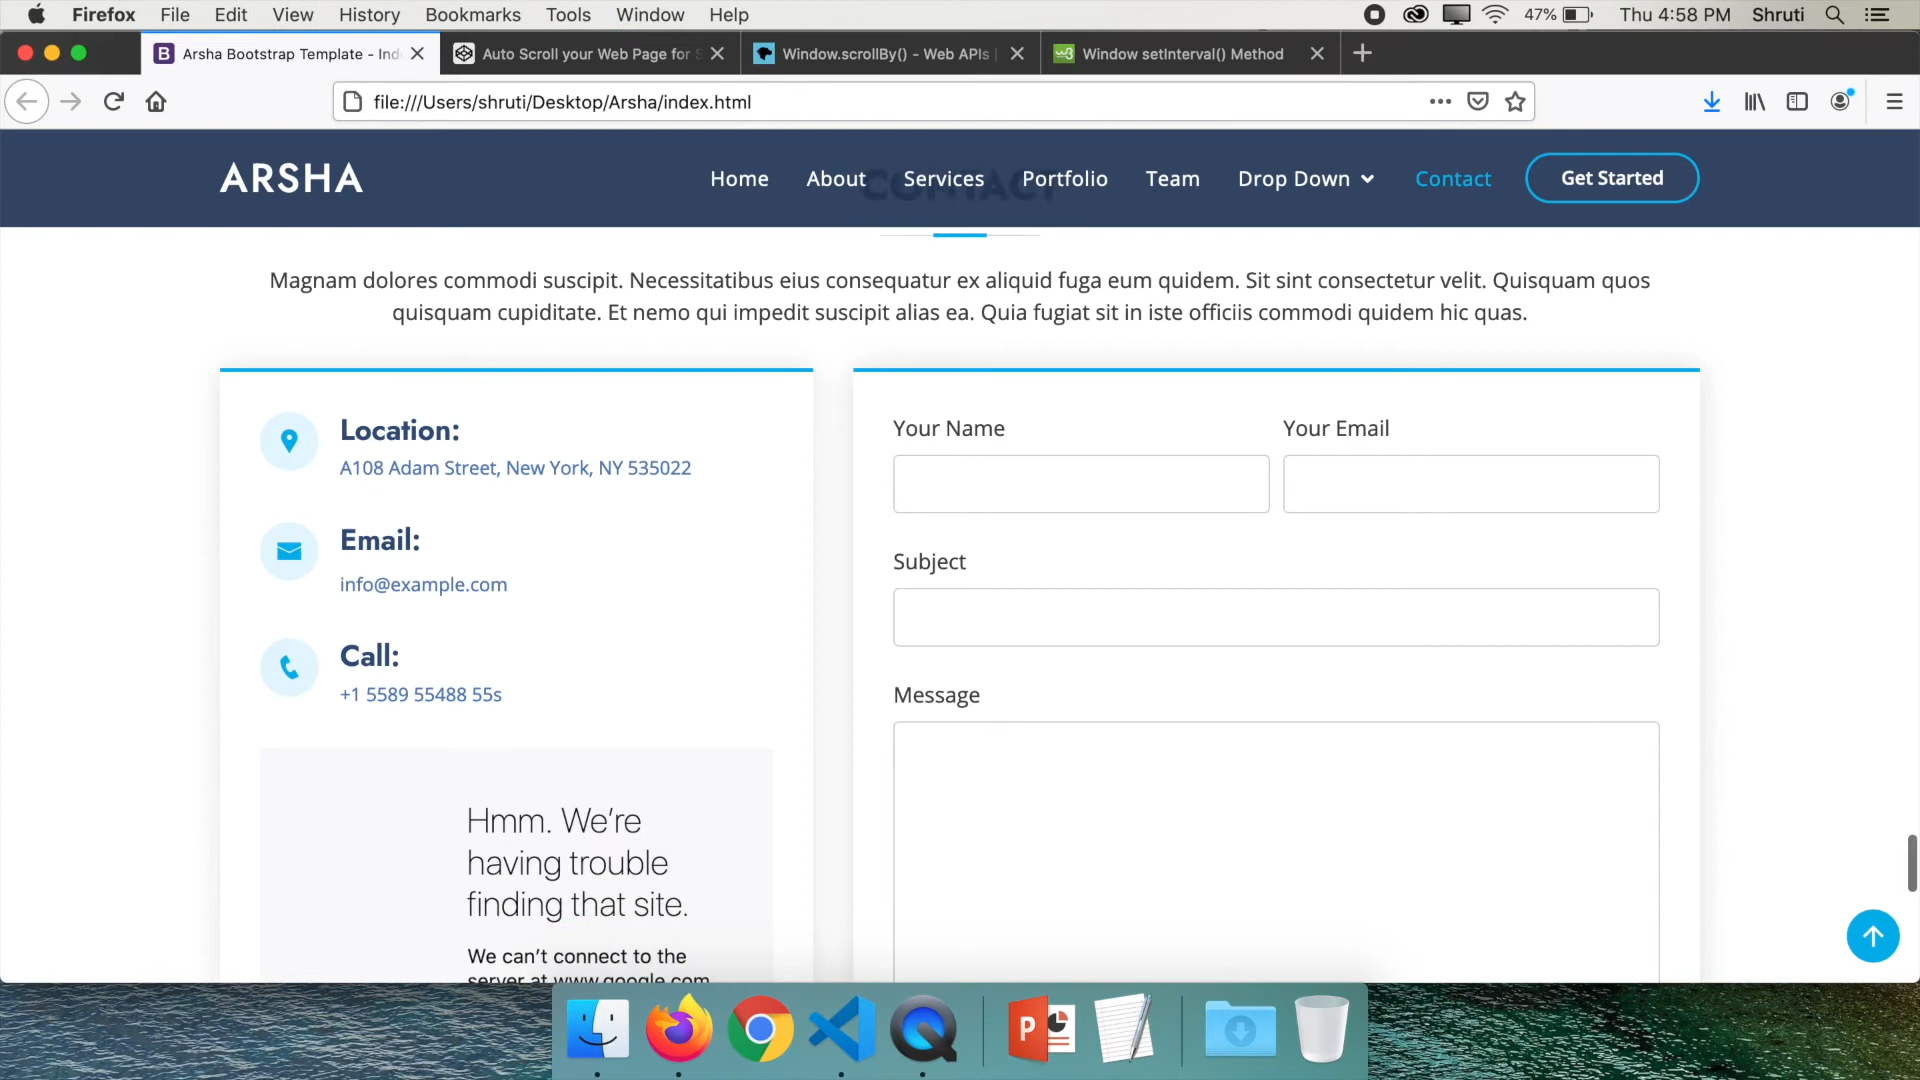 Firefox File Edit View History Bookmarks Tools Window Help 47% Thu 4:58 PM Shruti
Arsha Bootstrap Template - Ind Auto Scroll your Web Page for S Window.scrollBy() - Web APIs | Window setInterval() Method
file:///Users/shruti/Desktop/Arsha/index.html
ARSHA Home About Services Portfolio Team Drop Down Contact Get Started
CONTACT
Magnam dolores commodi suscipit. Necessitatibus eius consequatur ex aliquid fuga eum quidem. Sit sint consectetur velit. Quisquam quos
quisquam cupiditate. Et nemo qui impedit suscipit alias ea. Quia fugiat sit in iste officiis commodi quidem hic quas.
Location:
A108 Adam Street, New York, NY 535022
Email:
info@example.com
Call:
+1 5589 55488 55s
Hmm. We're
having trouble
finding that site.
We can't connect to the
server at www.google.com
Your Name Your Email
Subject
Message